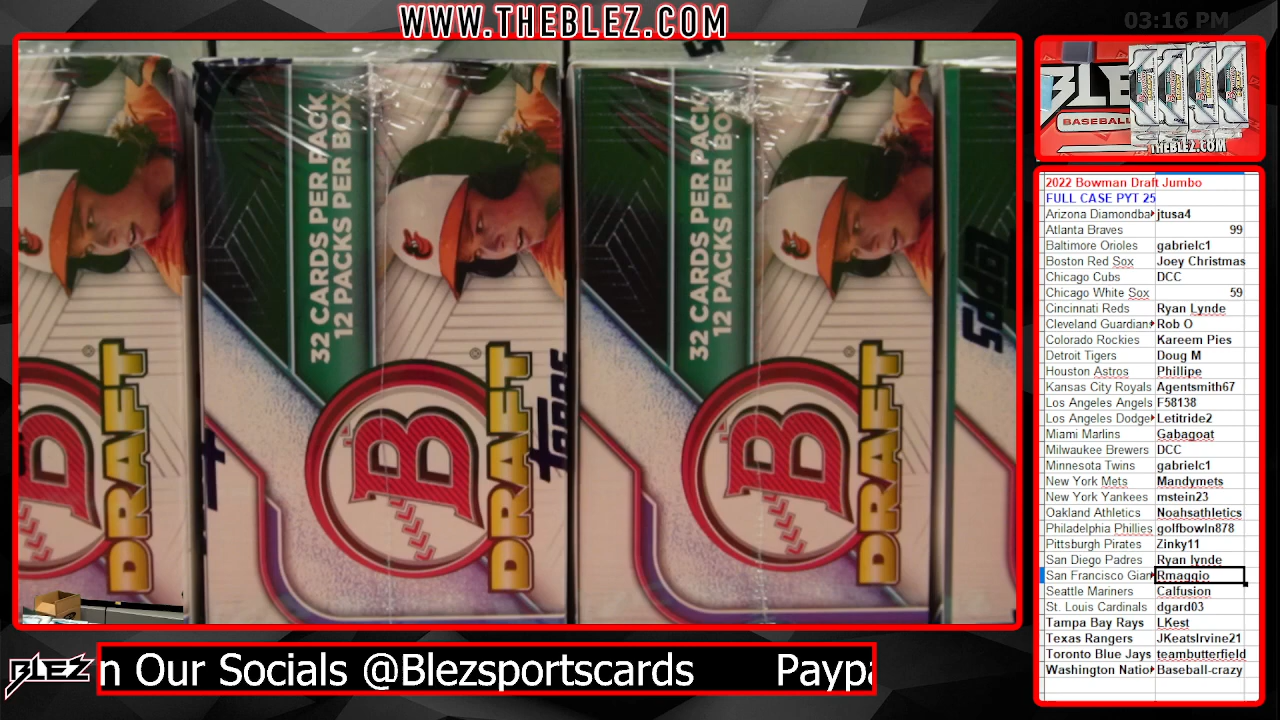 WWW.THEBLEZ.COM
03:16 PM
32 CARDS PER PACK
12 PACKS PER BOX
B
DRAFT
32 CARDS PER PACK
12 PACKS PER BOX
B
DRAFT
DRAFT
topps
BLEZ
BASEBALL
THEBLEZ.COM
2022 Bowman Draft Jumbo
FULL CASE PYT 25
Arizona Diamondba jtusa4
Atlanta Braves 99
Baltimore Orioles gabrielc1
Boston Red Sox Joey Christmas
Chicago Cubs DCC
Chicago White Sox 59
Cincinnati Reds Ryan Lynde
Cleveland Guardian Rob O
Colorado Rockies Kareem Pies
Detroit Tigers Doug M
Houston Astros Phillipe
Kansas City Royals Agentsmith67
Los Angeles Angels F58138
Los Angeles Dodge Letitride2
Miami Marlins Gabagoat
Milwaukee Brewers DCC
Minnesota Twins gabrielc1
New York Mets Mandymets
New York Yankees mstein23
Oakland Athletics Noahsathletics
Philadelphia Phillies golfbowln878
Pittsburgh Pirates Zinky11
San Diego Padres Ryan lynde
San Francisco Gian Rmaggio
Seattle Mariners Calfusion
St. Louis Cardinals dgard03
Tampa Bay Rays LKest
Texas Rangers JKeatsIrvine21
Toronto Blue Jays teambutterfield
Washington Natio Baseball-crazy
BLEZ
n Our Socials @Blezsportscards Paypa